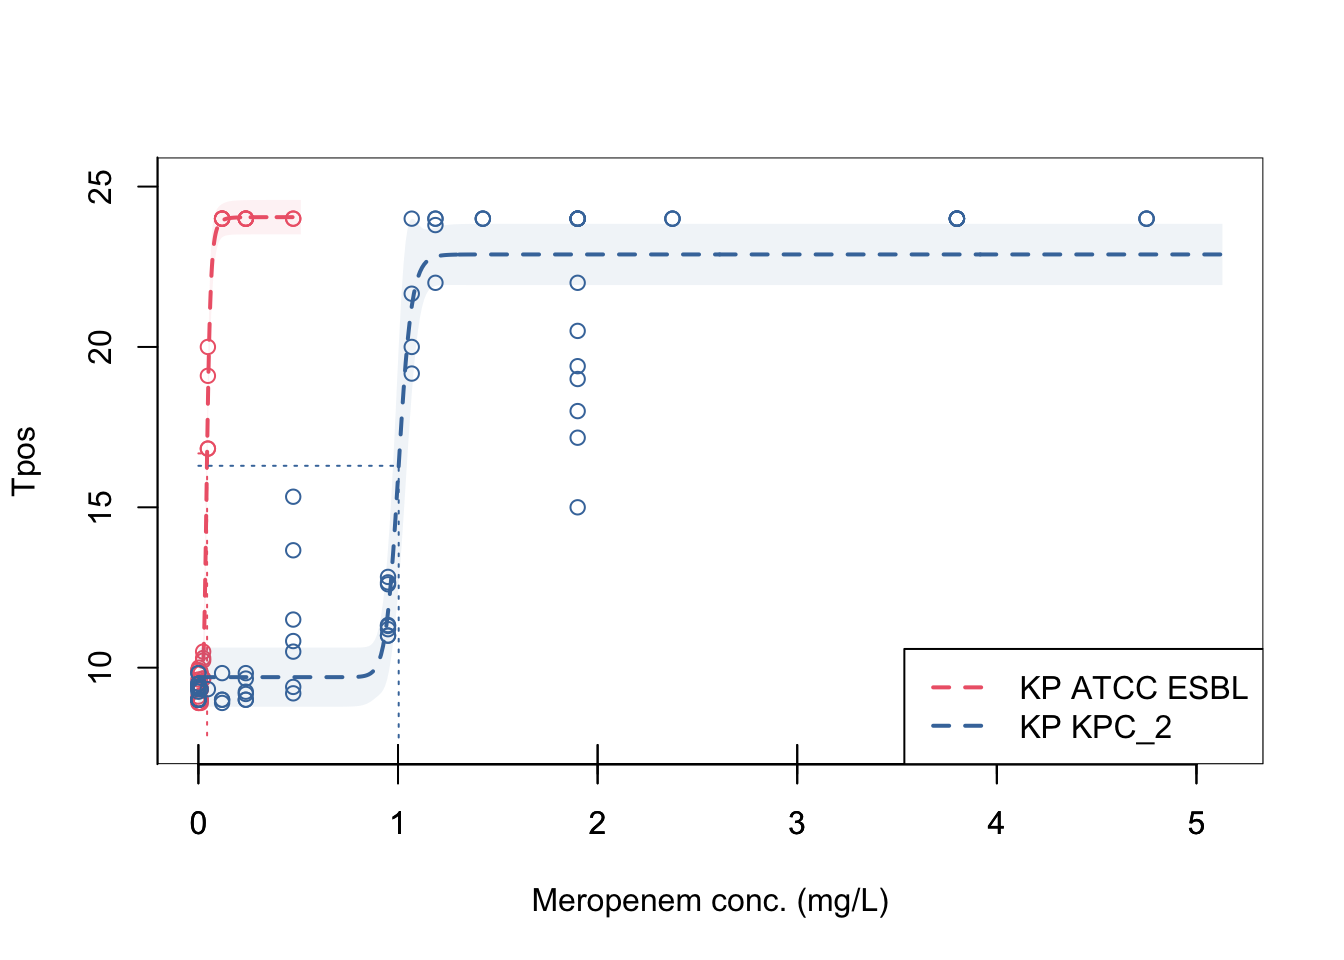 25
20
15
10
Tpos
KP ATCC ESBL
KP KPC_2
0 1 2 3 4 5
Meropenem conc. (mg/L)